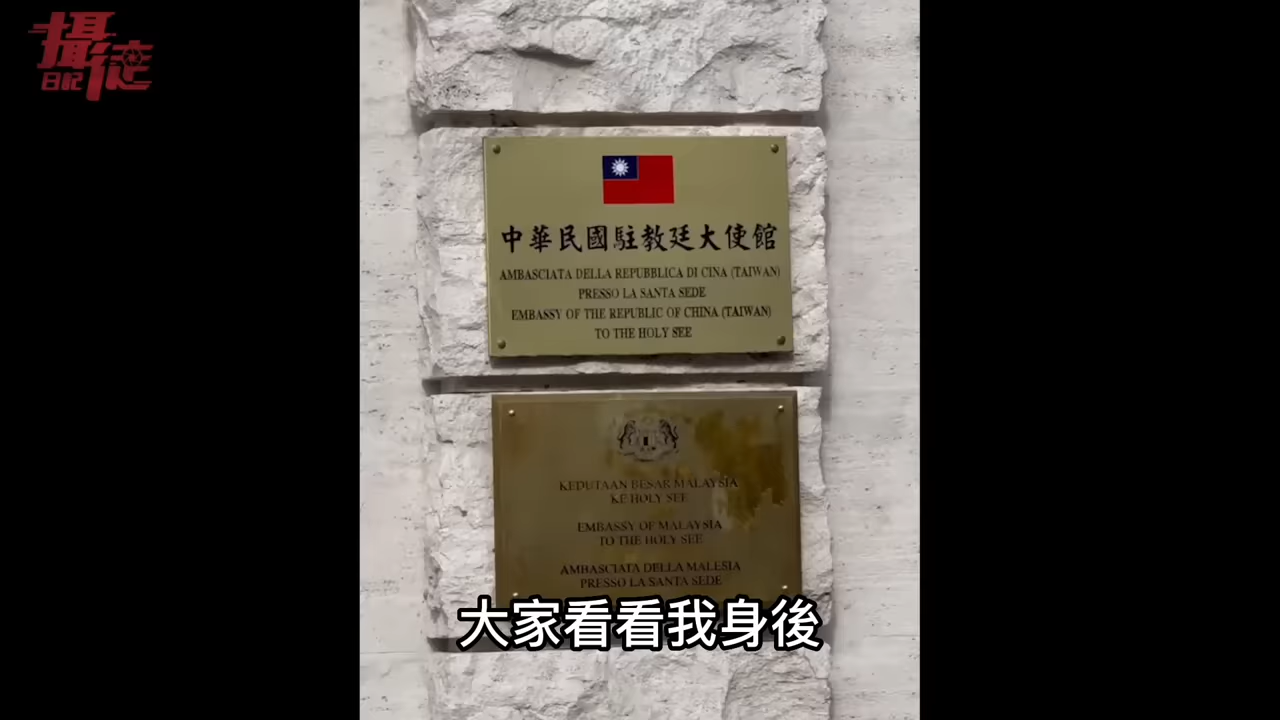 攝徒
日記
中華民國駐教廷大使館
AMBASCIATA DELLA REPUBBLICA DI CINA (TAIWAN)
PRESSO LA SANTA SEDE
EMBASSY OF THE REPUBLIC OF CHINA (TAIWAN)
TO THE HOLY SEE
KEDUTAAN BESAR MALAYSIA
KE HOLY SEE
EMBASSY OF MALAYSIA
TO THE HOLY SEE
AMBASCIATA DELLA MALESIA
PRESSO LA SANTA SEDE
大家看看我身後